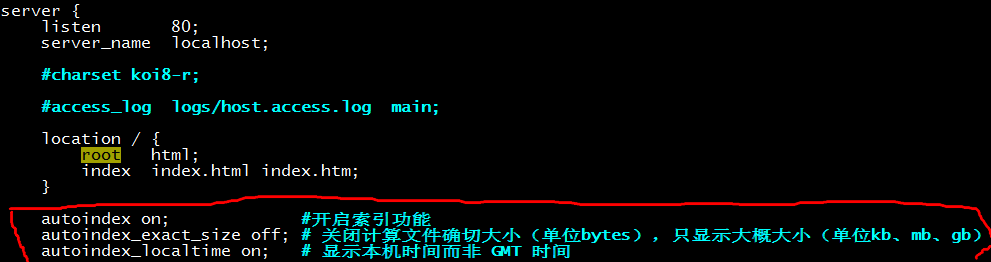 server {
    listen       80;
    server_name  localhost;
    #charset koi8-r;
    #access_log  logs/host.access.log  main;
    location / {
        root   html;
        index  index.html index.htm;
    }
    autoindex on;             #开启索引功能
    autoindex_exact_size off; # 关闭计算文件确切大小（单位bytes），只显示大概大小（单位kb、mb、gb）
    autoindex_localtime on;   # 显示本机时间而非 GMT 时间